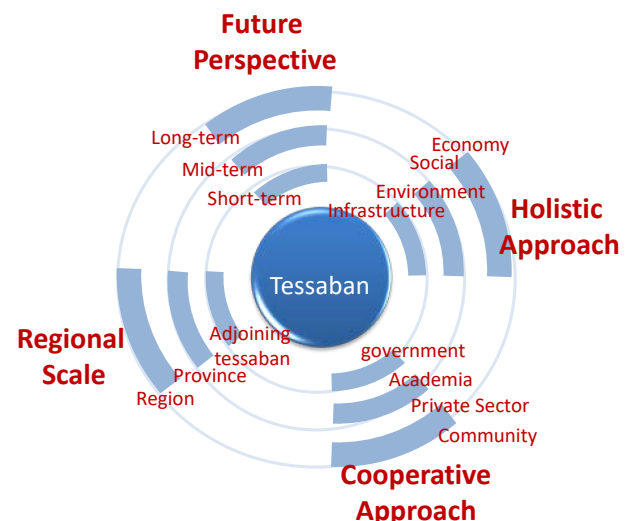 Future
Perspective
Long-term
Mid-term
Short-term
Economy
Social
Environment
Infrastructure
Holistic
Approach
Tessaban
Regional
Scale
Adjoining
tessaban
Province
Region
government
Academia
Private Sector
Community
Cooperative
Approach